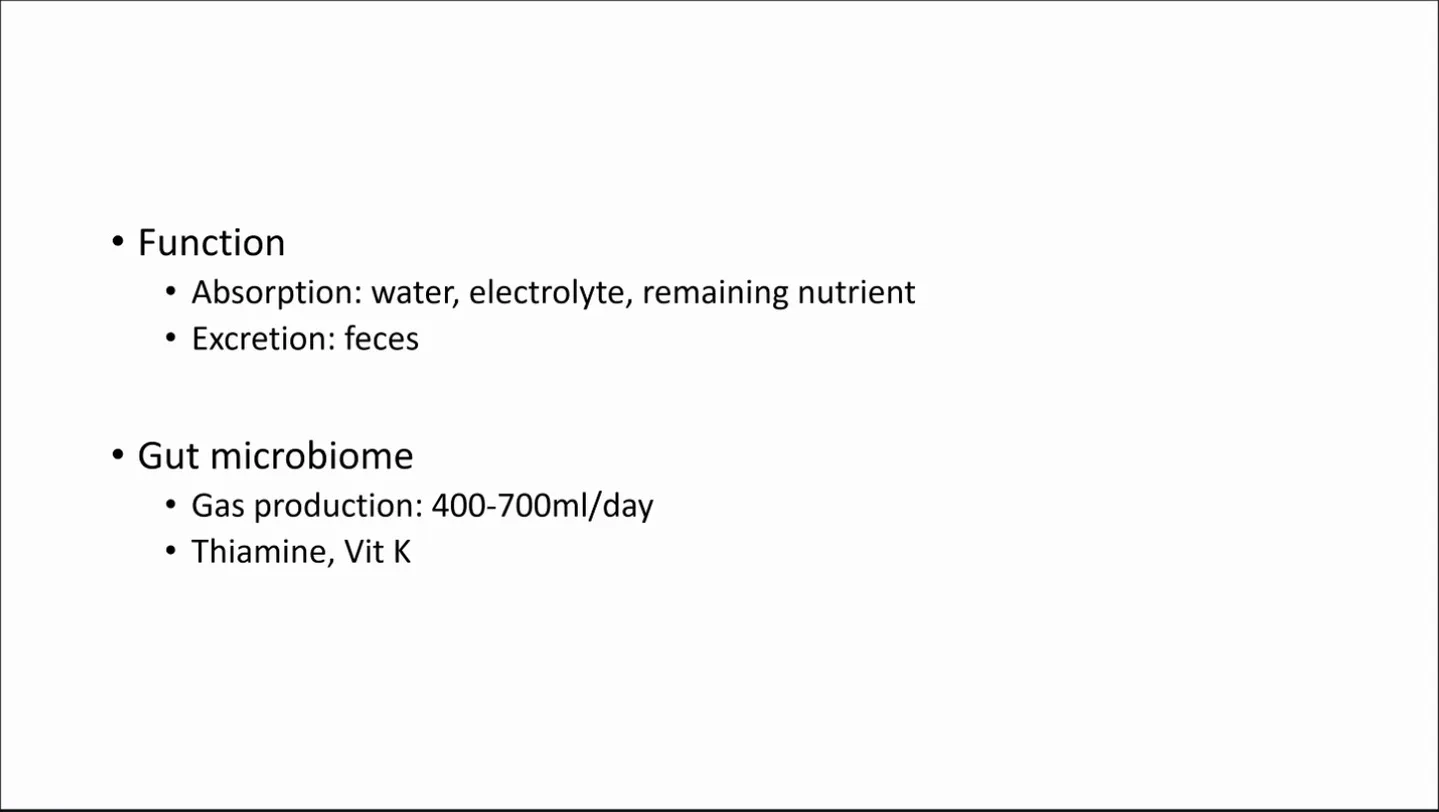 • Function
• Absorption: water, electrolyte, remaining nutrient
• Excretion: feces
• Gut microbiome
• Gas production: 400-700ml/day
• Thiamine, Vit K